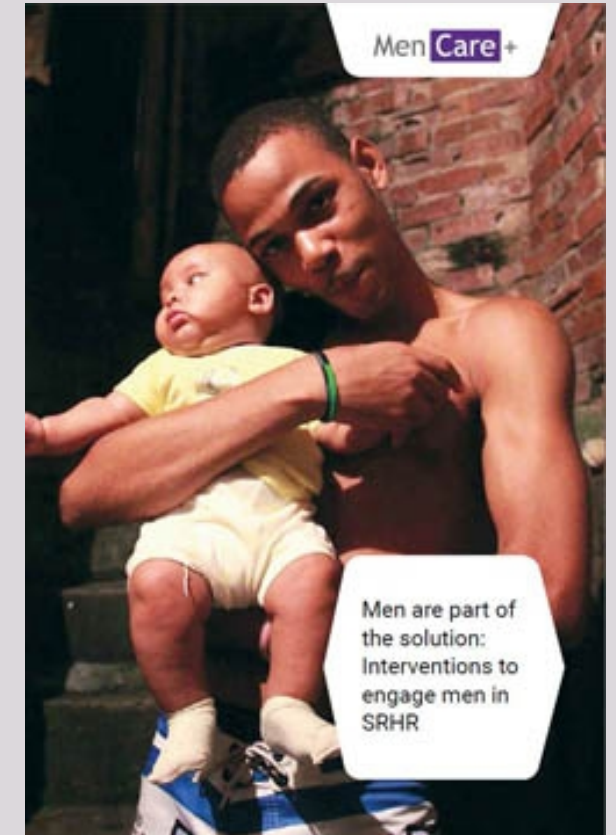 Men Care +
Men are part of
the solution:
Interventions to
engage men in
SRHR